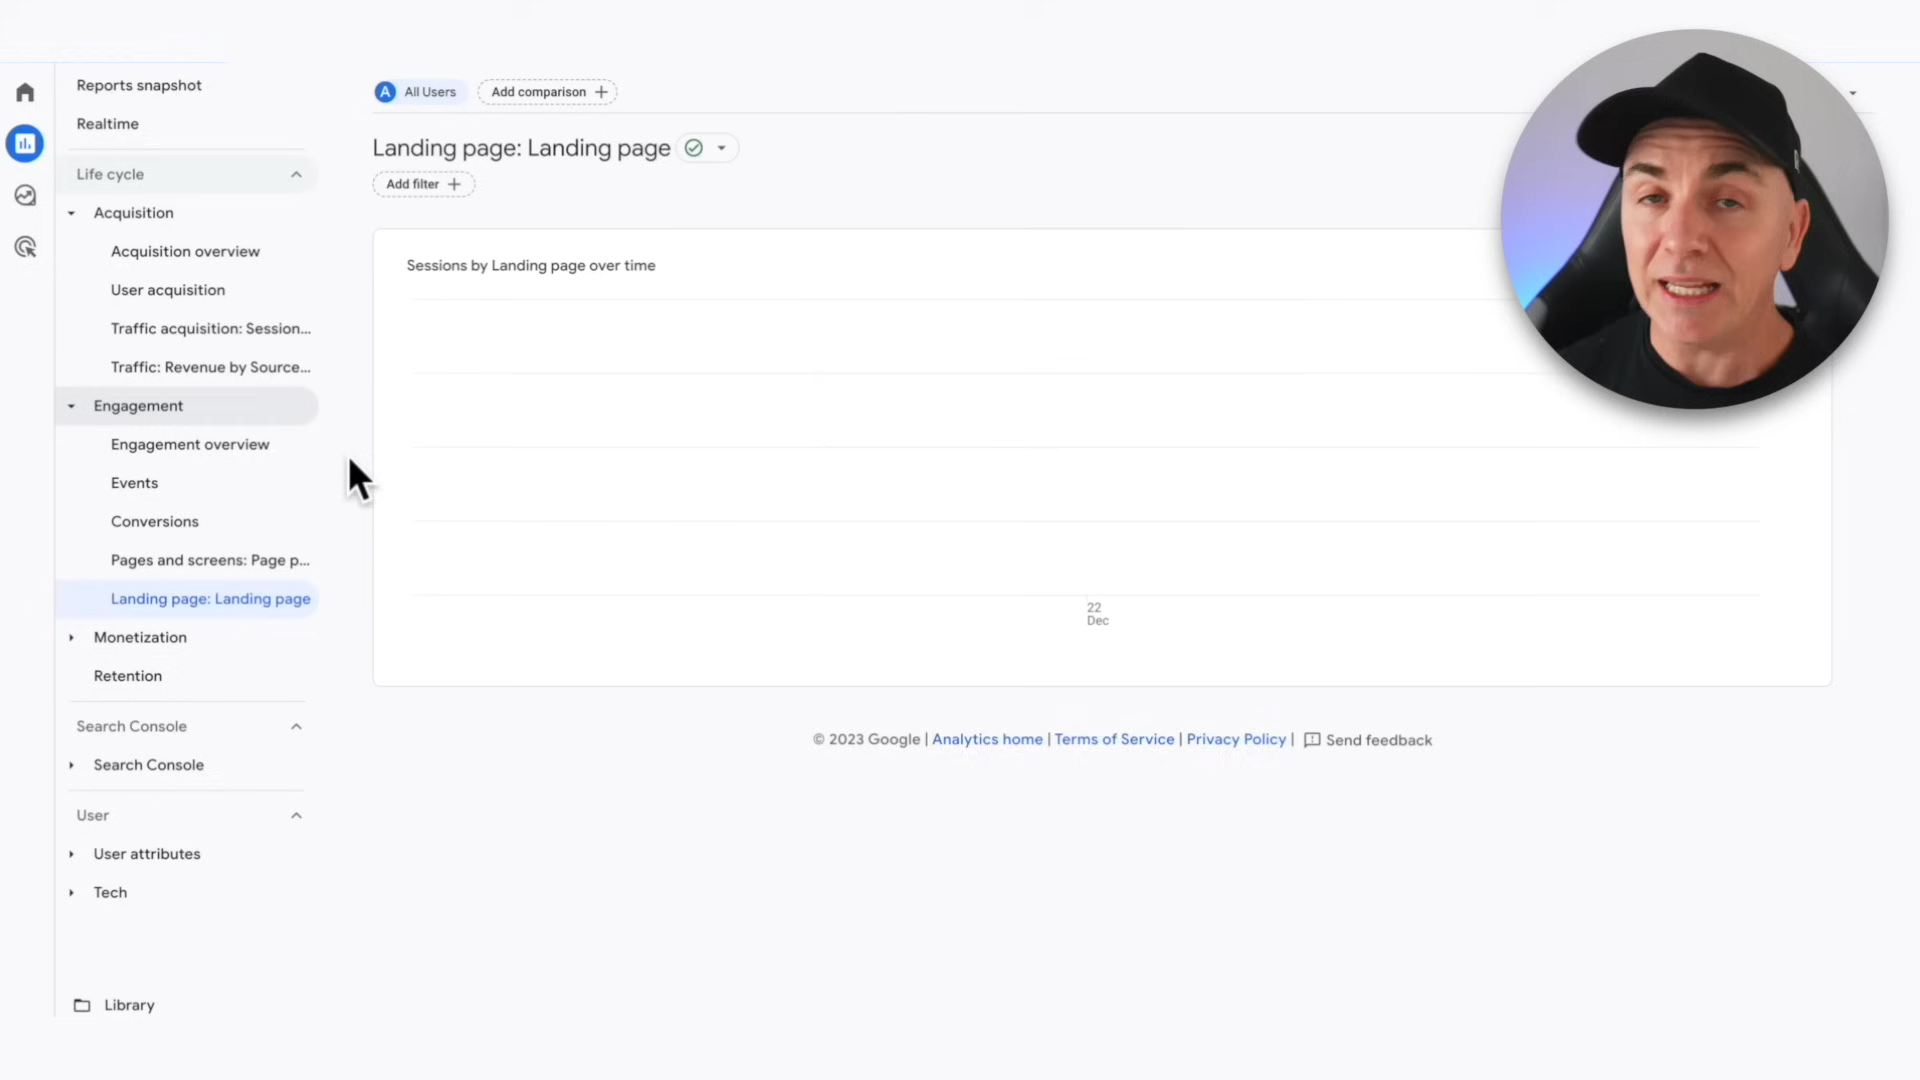 Reports snapshot
Realtime
Life cycle
Acquisition
Acquisition overview
User acquisition
Traffic acquisition: Session...
Traffic: Revenue by Source...
Engagement
Engagement overview
Events
Conversions
Pages and screens: Page p...
Landing page: Landing page
Monetization
Retention
Search Console
Search Console
User
User attributes
Tech
Library
A All Users
Add comparison +
Landing page: Landing page
Add filter +
Sessions by Landing page over time
22
Dec
© 2023 Google | Analytics home | Terms of Service | Privacy Policy | Send feedback